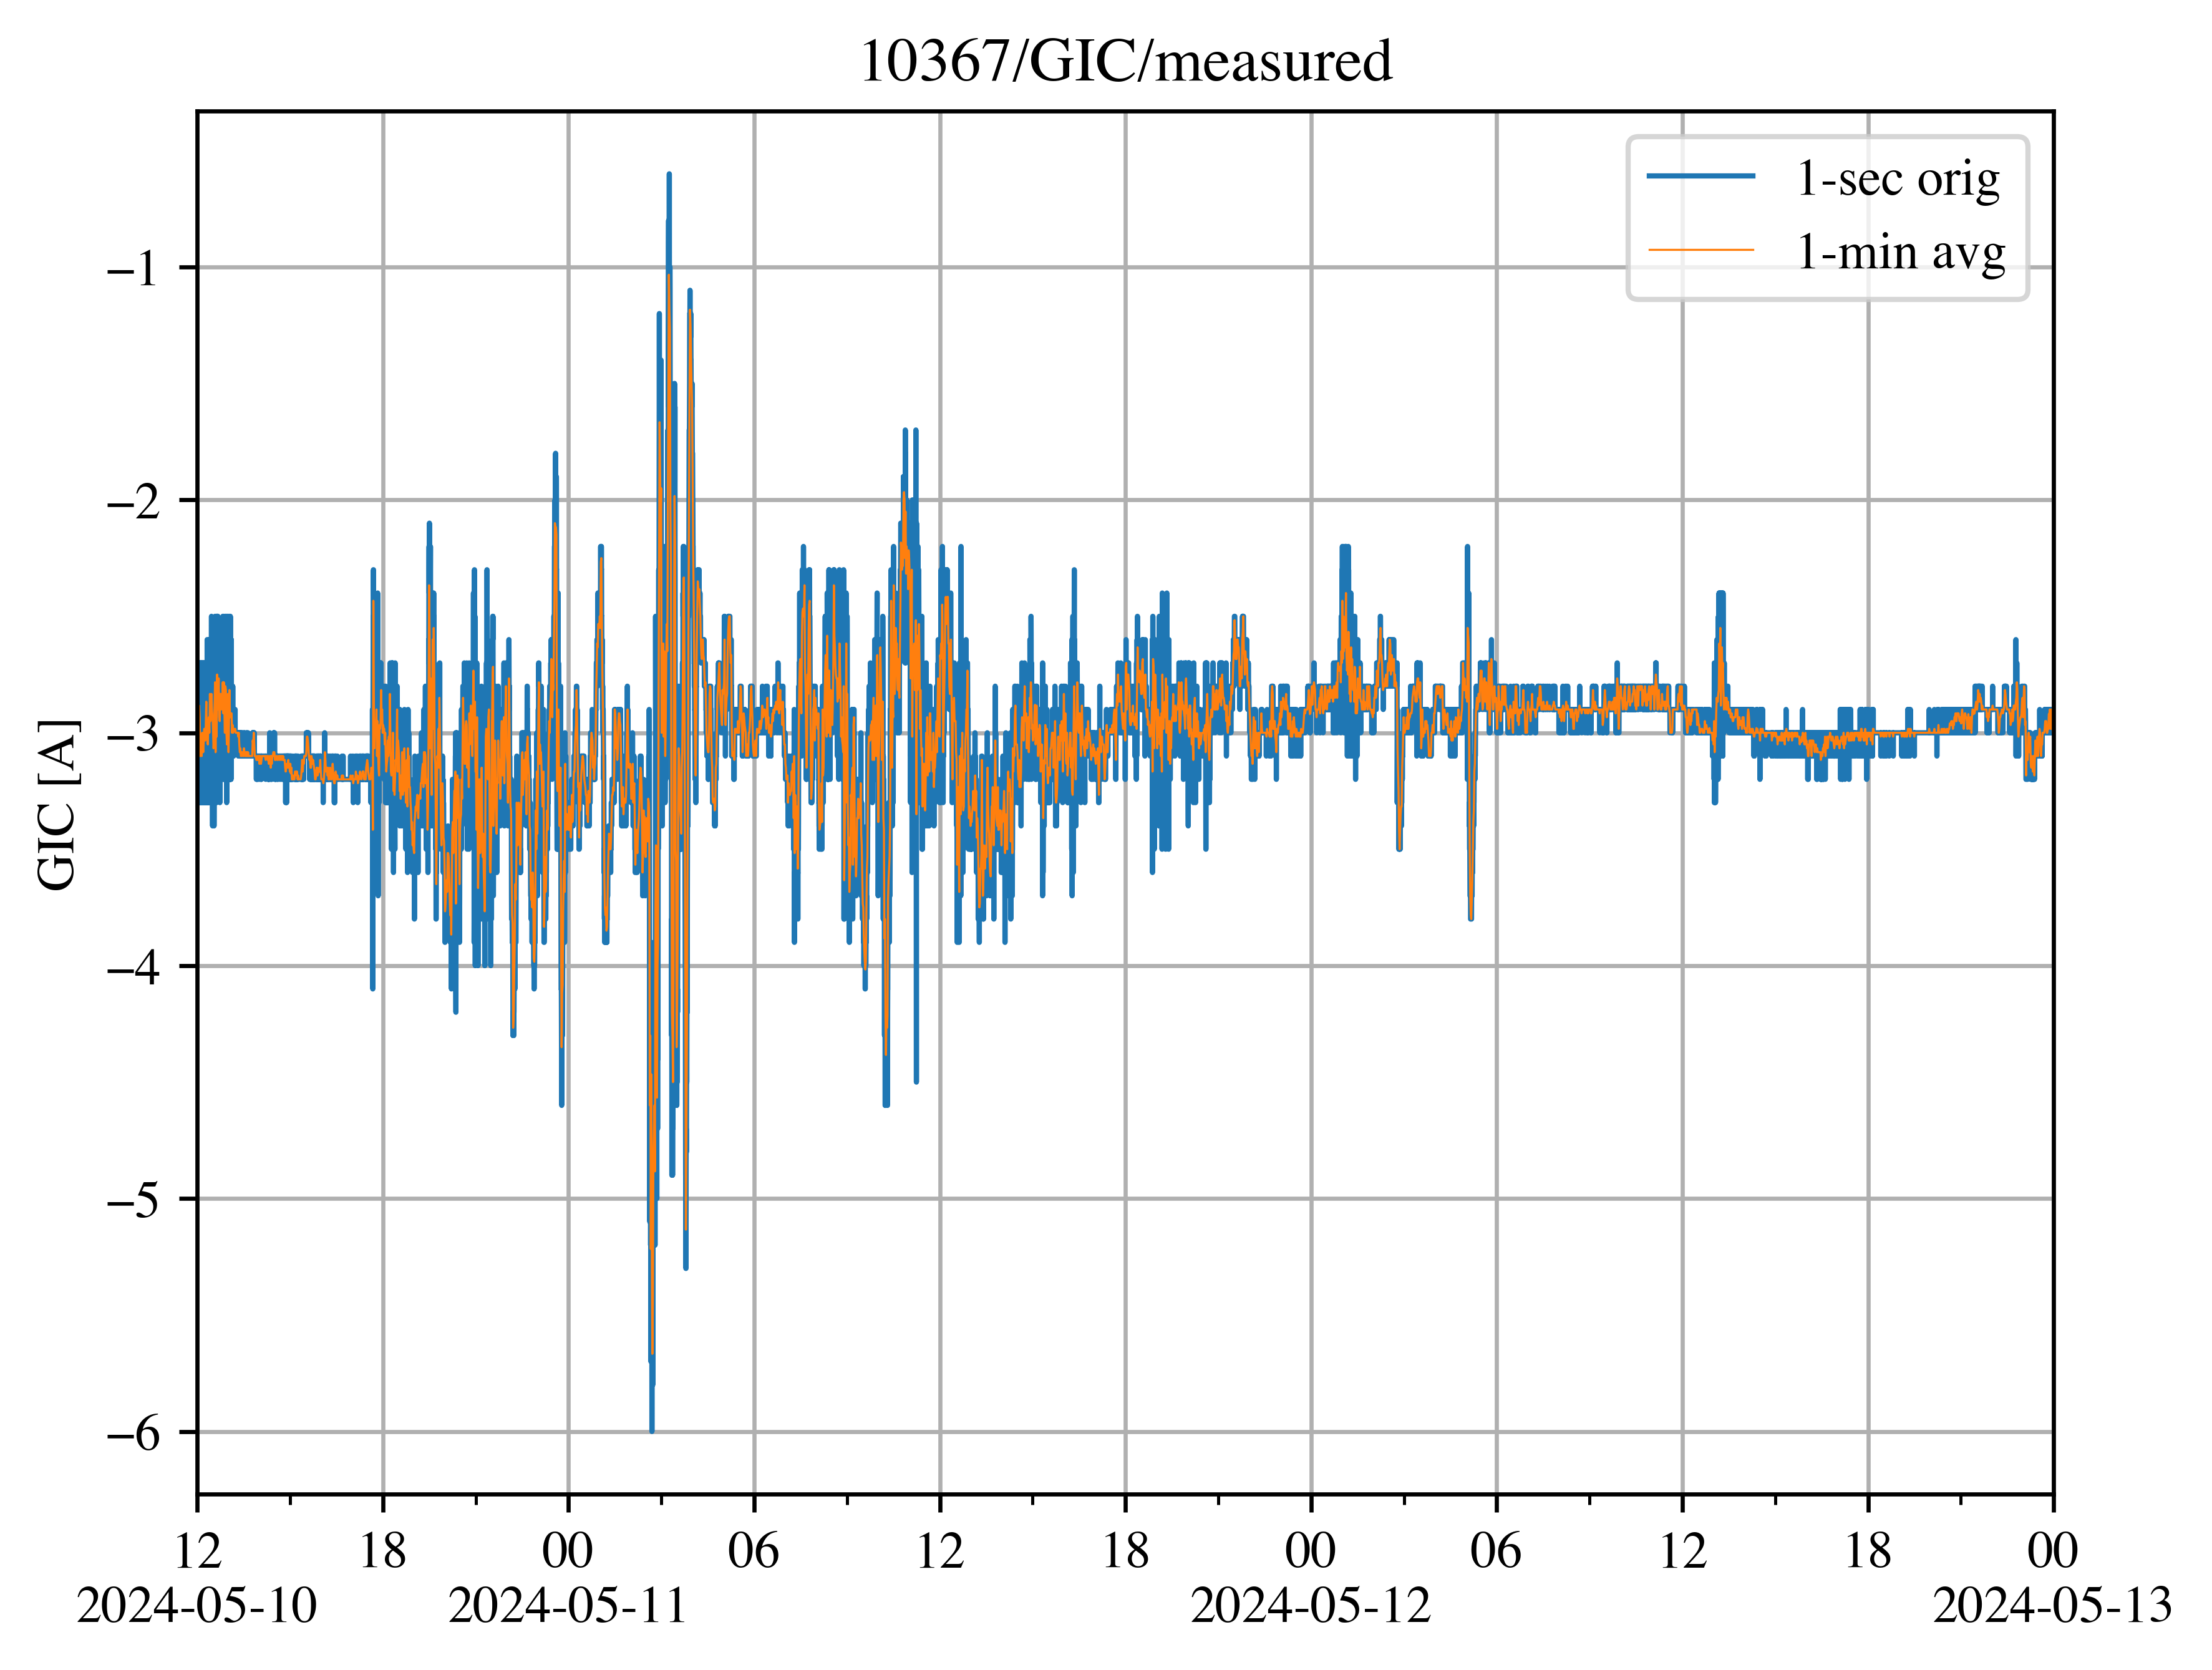 10367/GIC/measured
1-sec orig
1-min avg
GIC [A]
−1
−2
−3
−4
−5
−6
12 18 00 06 12 18 00 06 12 18 00
2024-05-10 2024-05-11 2024-05-12 2024-05-13